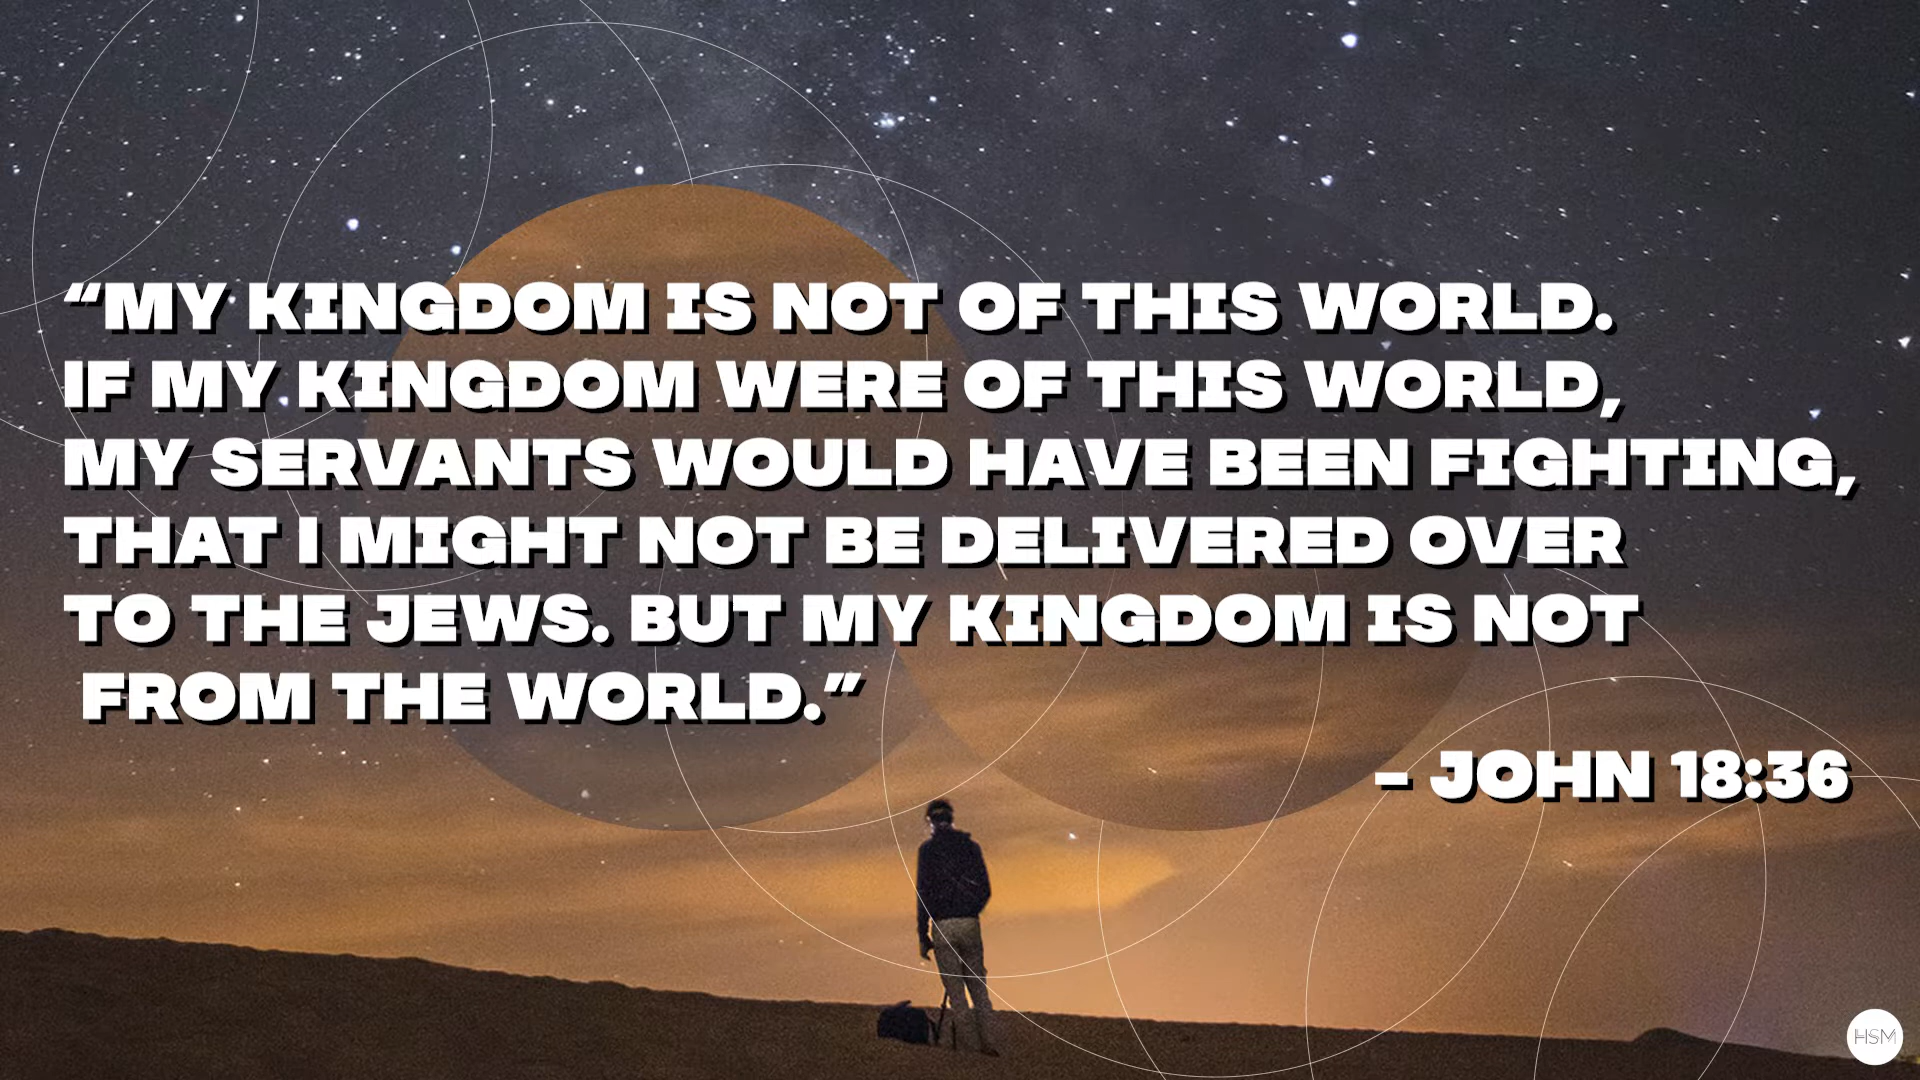 “MY KINGDOM IS NOT OF THIS WORLD.
IF MY KINGDOM WERE OF THIS WORLD,
MY SERVANTS WOULD HAVE BEEN FIGHTING,
THAT I MIGHT NOT BE DELIVERED OVER
TO THE JEWS. BUT MY KINGDOM IS NOT
FROM THE WORLD.”
– JOHN 18:36
HSM